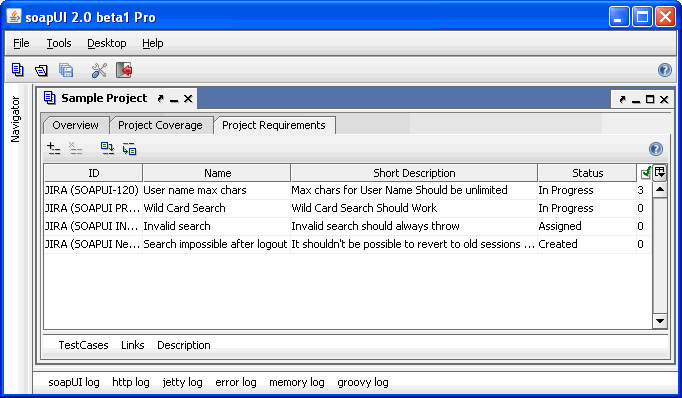 soapUI 2.0 beta1 Pro
File Tools Desktop Help
Navigator
Sample Project
Overview Project Coverage Project Requirements
ID Name Short Description Status
JIRA (SOAPUI-120) User name max chars Max chars for User Name Should be unlimited In Progress 3
JIRA (SOAPUI PR... Wild Card Search Wild Card Search Should Work In Progress 0
JIRA (SOAPUI IN... Invalid search Invalid search should always throw Assigned 0
JIRA (SOAPUI Ne... Search impossible after logout It shouldn't be possible to revert to old sessions ... Created 0
TestCases Links Description
soapUI log http log jetty log error log memory log groovy log